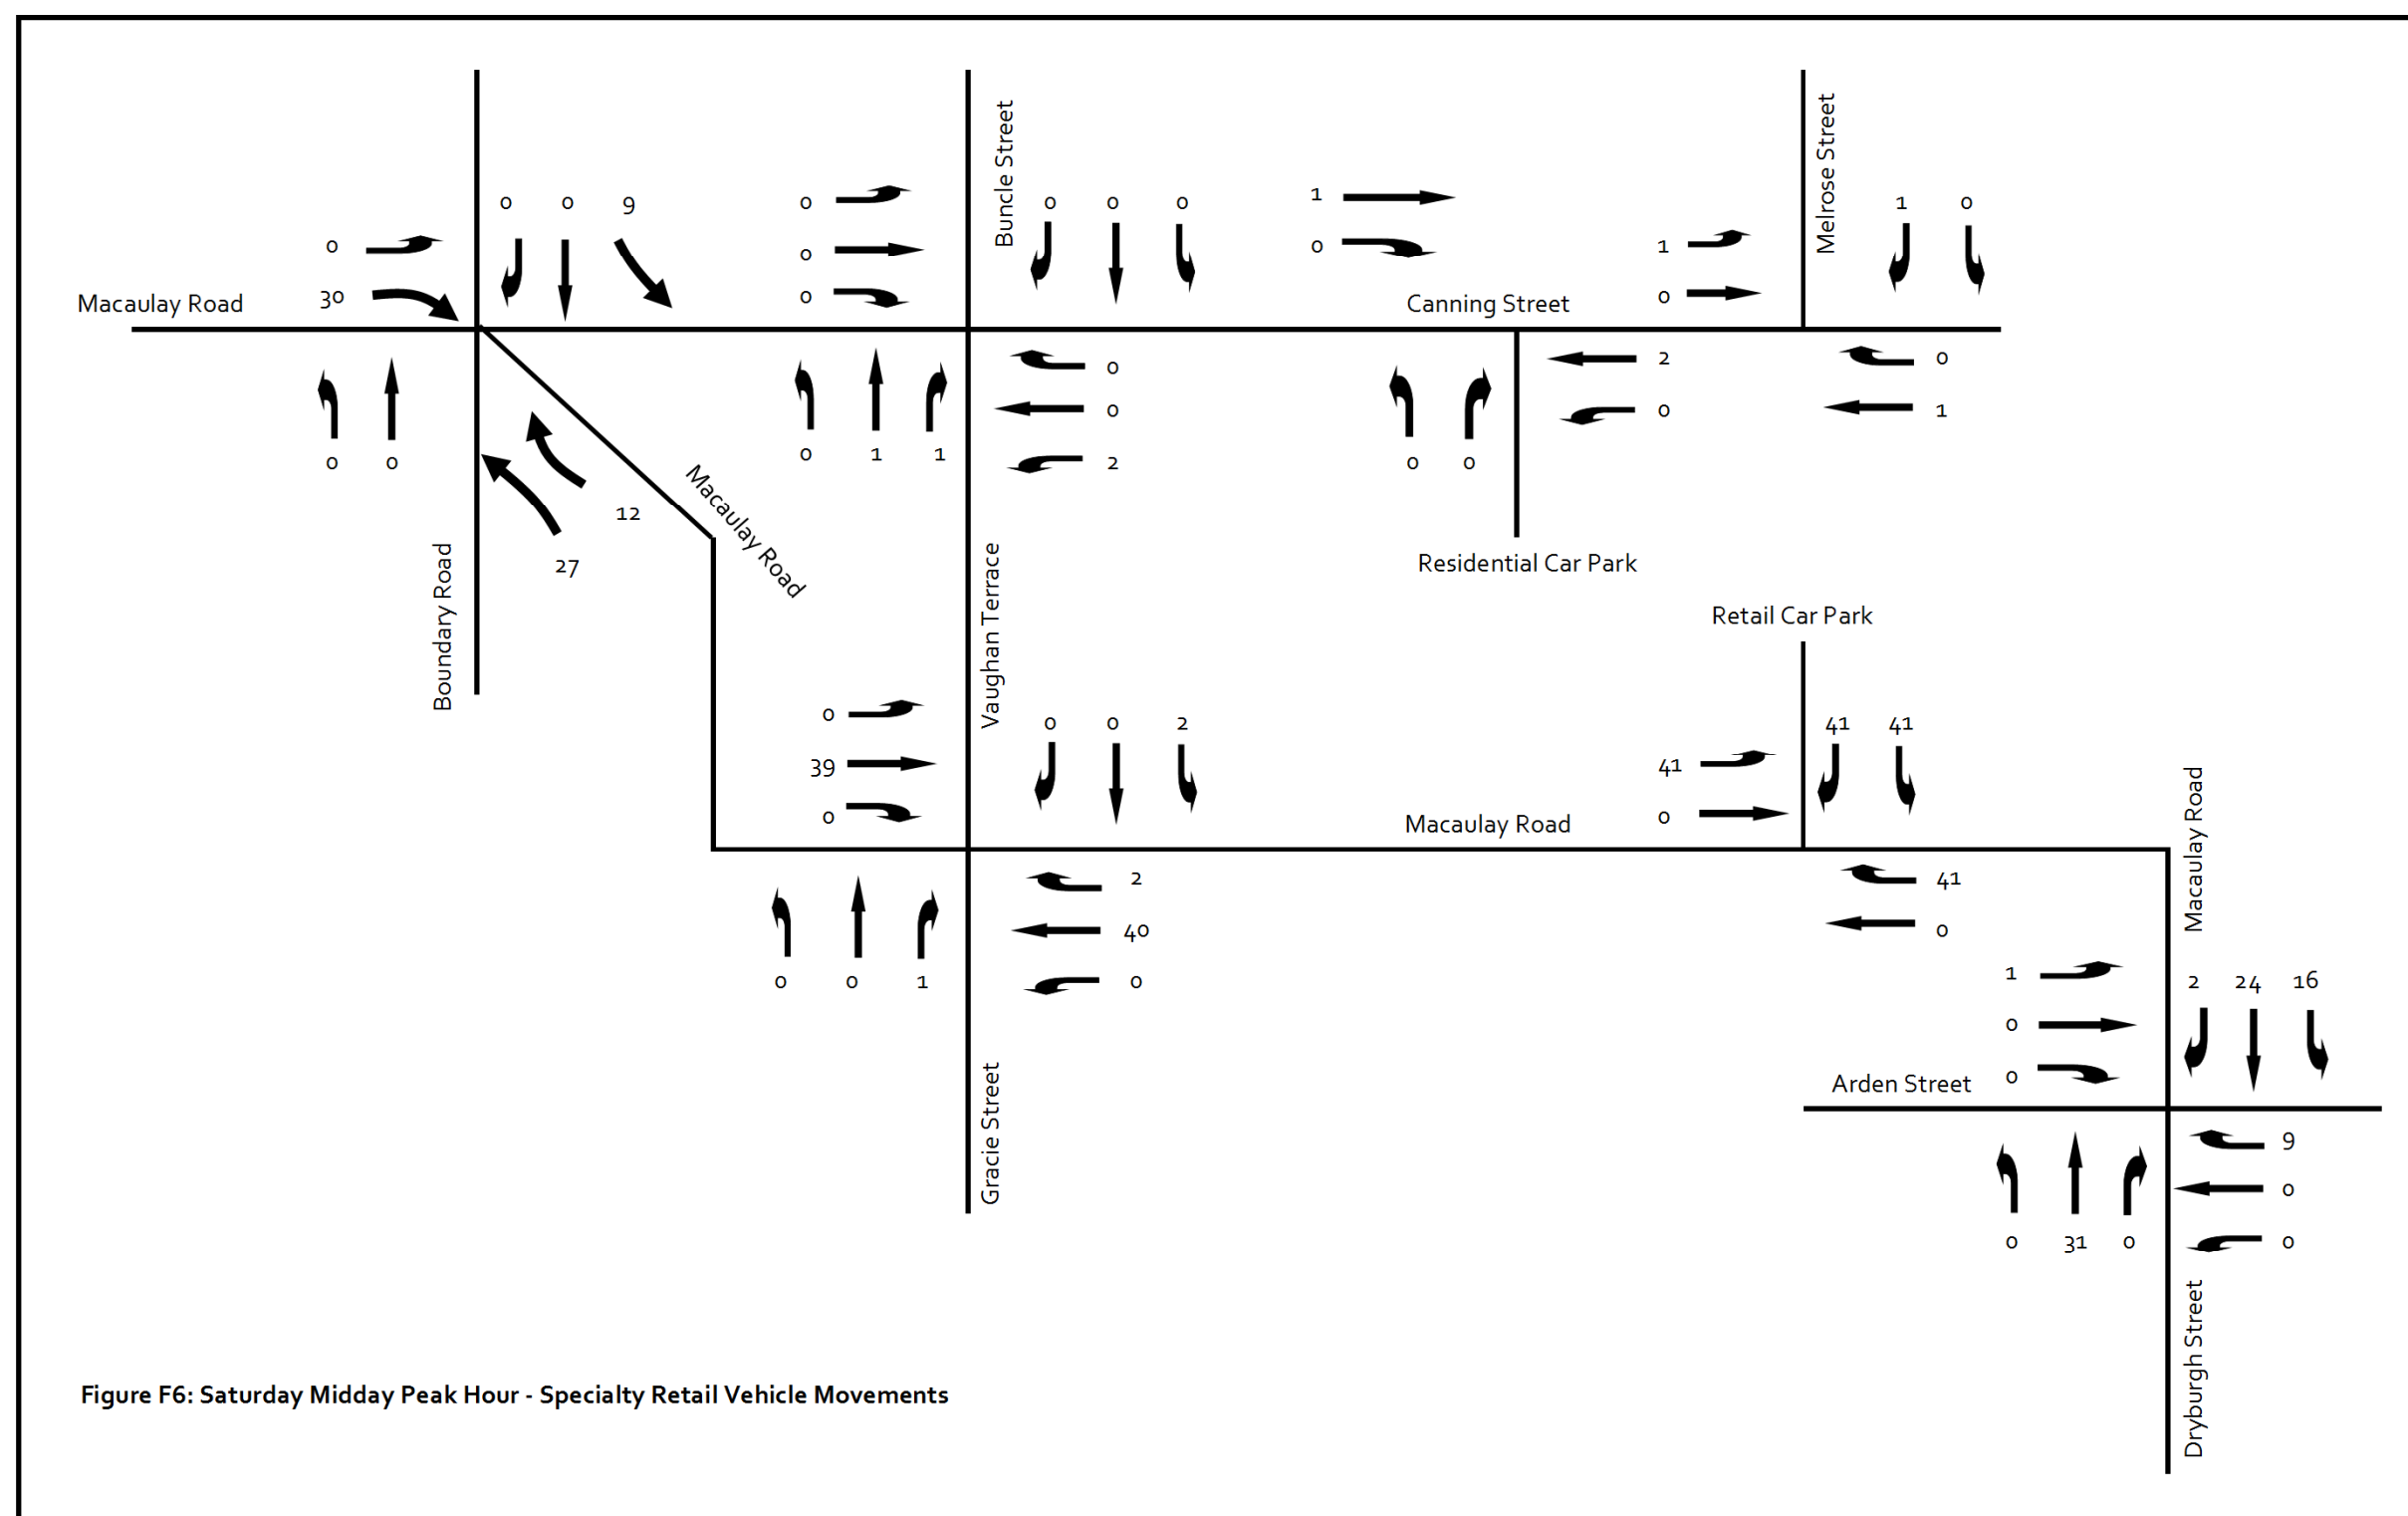 Buncle Street
Melrose Street
0 0 9
0
0 0 0
1
1 0
0
0
0
1
30
0
0
Macaulay Road
Canning Street
0
2
0
0
0
1
0 0
0 1 1
2
0 0
12
27
Macaulay Road
Boundary Road
Vaughan Terrace
Residential Car Park
Retail Car Park
0
0 0 2
41 41
39
41
0
0
Macaulay Road
Macaulay Road
2
41
40
0
0 0 1
0
1
2 24 16
0
0
Arden Street
Gracie Street
9
0
0 31 0
0
Dryburgh Street
Figure F6: Saturday Midday Peak Hour - Specialty Retail Vehicle Movements